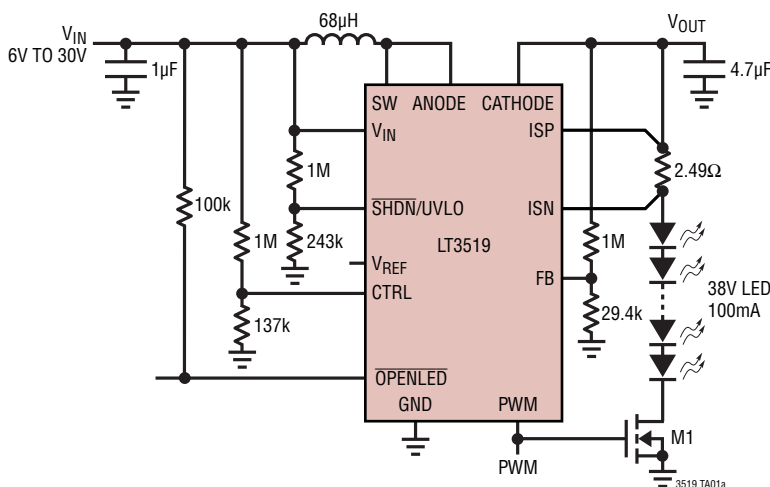 68µH
VIN
6V TO 30V
VOUT
1µF
4.7µF
SW ANODE CATHODE
VIN
ISP
1M
2.49Ω
100k
SHDN/UVLO
ISN
1M
243k
LT3519
1M
VREF
FB
38V LED
100mA
CTRL
137k
29.4k
OPENLED
GND
PWM
M1
PWM
3519 TA01a